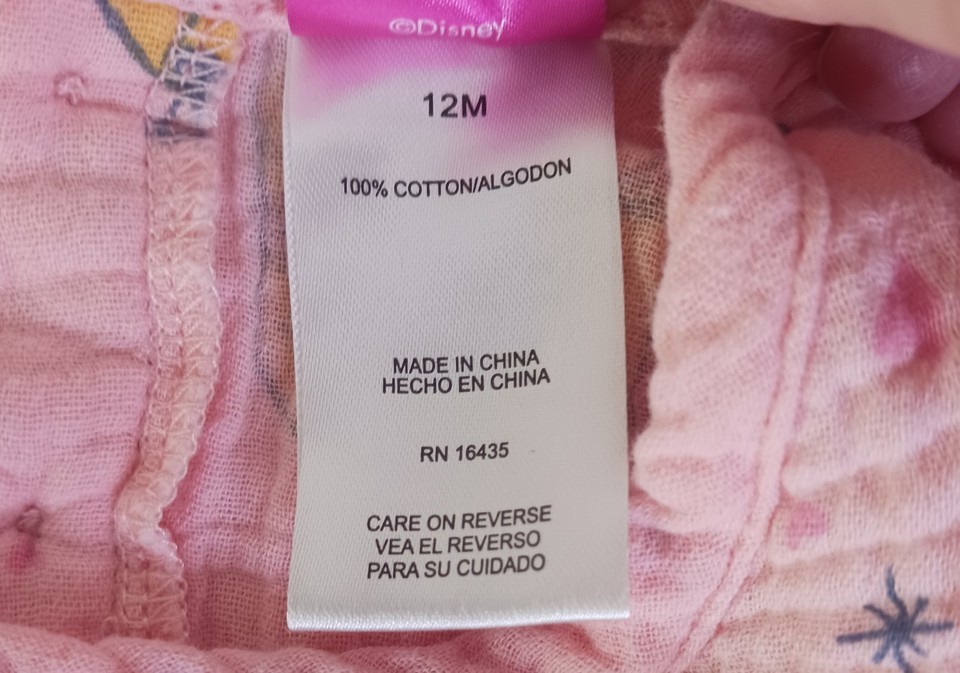 ©Disney
12M
100% COTTON/ALGODON
MADE IN CHINA
HECHO EN CHINA
RN 16435
CARE ON REVERSE
VEA EL REVERSO
PARA SU CUIDADO